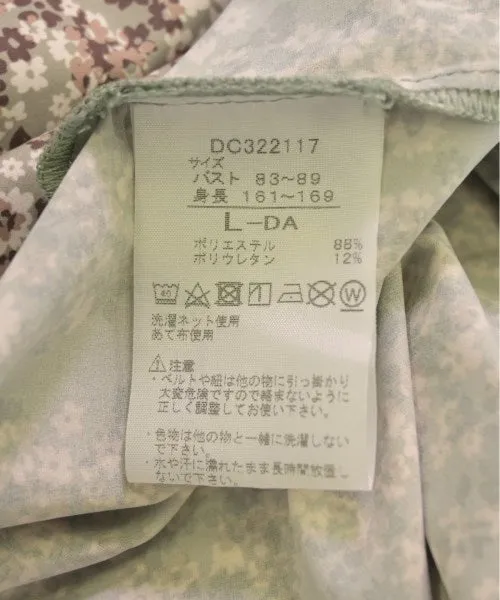 DC322117
サイズ
バスト 83～89
身長 161～169
L-DA
ポリエステル 88%
ポリウレタン 12%
40
W
洗濯ネット使用
あて布使用
注意
・ベルトや紐は他の物に引っ掛かり
大変危険ですので絡まないように
正しく調整してお使い下さい。
・色物は他の物と一緒に洗濯しない
で下さい。
・水や汗に濡れたまま長時間放置し
ないで下さい。